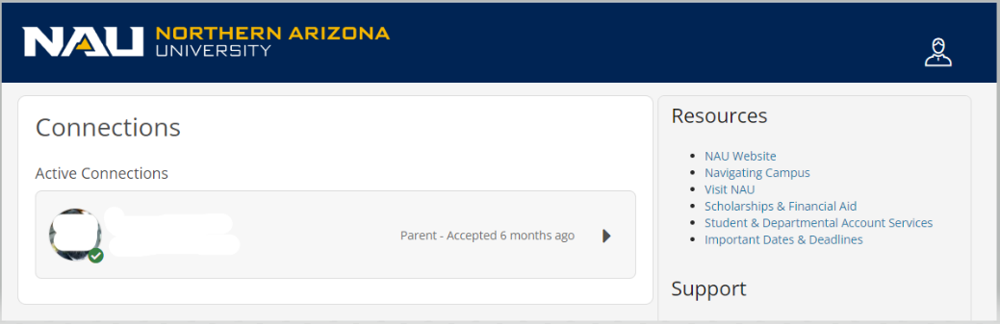 NAU NORTHERN ARIZONA
UNIVERSITY
Connections
Active Connections
Parent - Accepted 6 months ago
Resources
NAU Website
Navigating Campus
Visit NAU
Scholarships & Financial Aid
Student & Departmental Account Services
Important Dates & Deadlines
Support